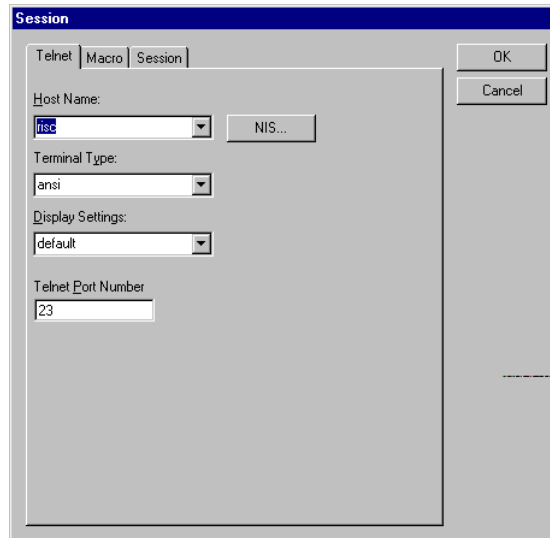 Session
Telnet Macro Session
OK
Cancel
Host Name:
risc
NIS...
Terminal Type:
ansi
Display Settings:
default
Telnet Port Number
23